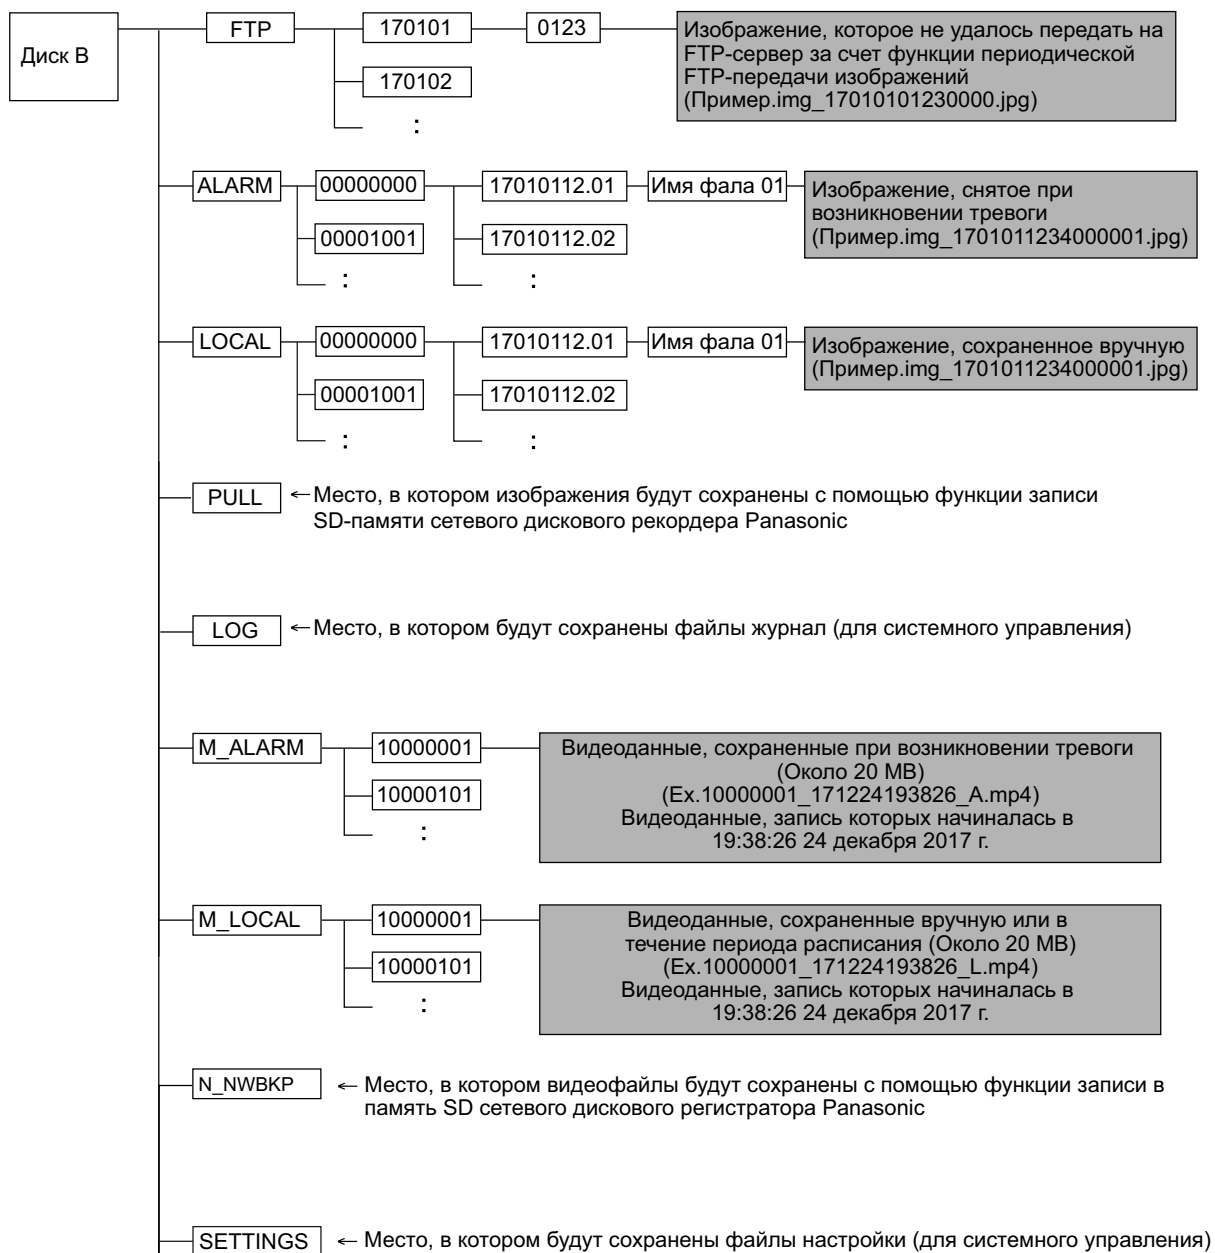 Диск B
FTP
170101
0123
Изображение, которое не удалось передать на
FTP-сервер за счет функции периодической
FTP-передачи изображений
(Пример.img_17010101230000.jpg)
170102
:
ALARM
00000000
17010112.01
Имя фала 01
Изображение, снятое при
возникновении тревоги
(Пример.img_1701011234000001.jpg)
00001001
17010112.02
:
:
LOCAL
00000000
17010112.01
Имя фала 01
Изображение, сохраненное вручную
(Пример.img_1701011234000001.jpg)
00001001
17010112.02
:
:
PULL
←Место, в котором изображения будут сохранены с помощью функции записи
SD-памяти сетевого дискового рекордера Panasonic
LOG
←Место, в котором будут сохранены файлы журнал (для системного управления)
M_ALARM
10000001
Видеоданные, сохраненные при возникновении тревоги
(Около 20 MB)
(Ex.10000001_171224193826_A.mp4)
Видеоданные, запись которых начиналась в
19:38:26 24 декабря 2017 г.
10000101
:
M_LOCAL
10000001
Видеоданные, сохраненные вручную или в
течение периода расписания (Около 20 MB)
(Ex.10000001_171224193826_L.mp4)
Видеоданные, запись которых начиналась в
19:38:26 24 декабря 2017 г.
10000101
:
N_NWBKP
← Место, в котором видеофайлы будут сохранены с помощью функции записи в
память SD сетевого дискового регистратора Panasonic
SETTINGS
← Место, в котором будут сохранены файлы настройки (для системного управления)